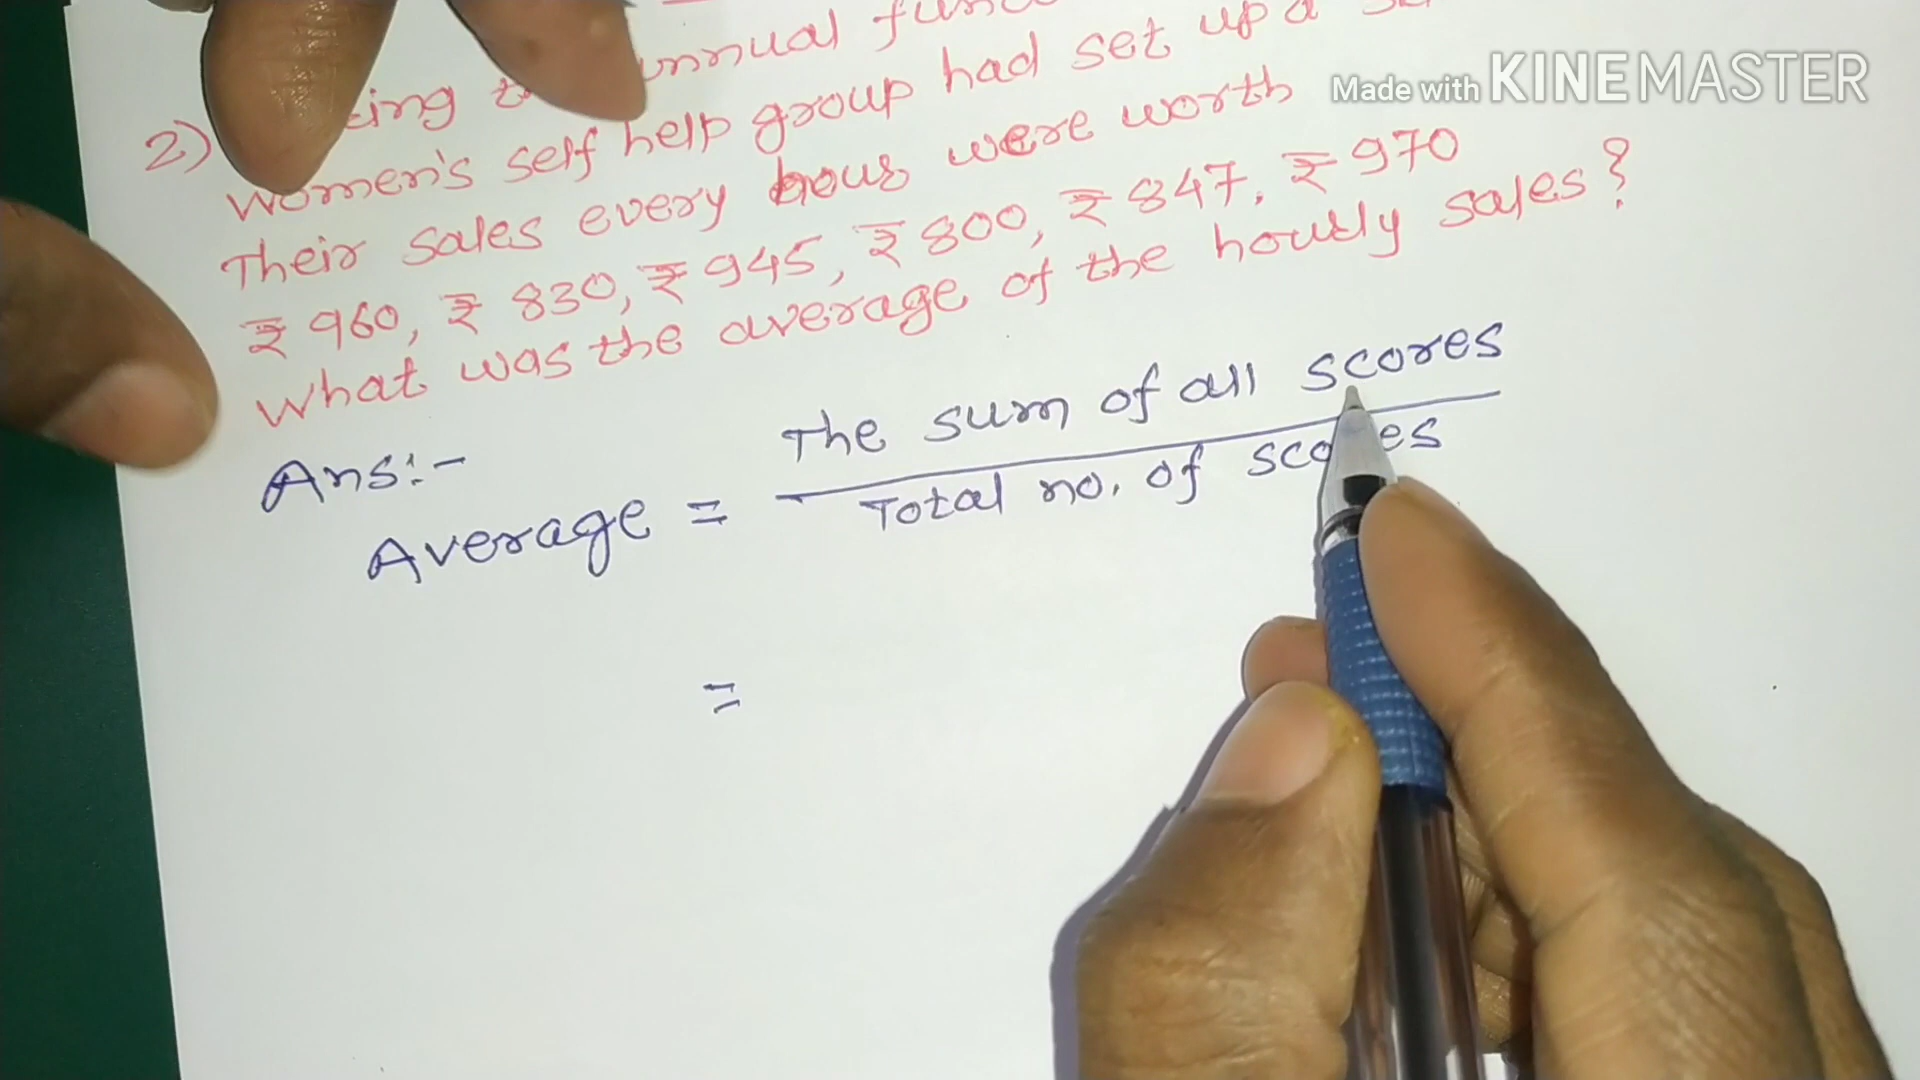 annual
2) women's self help group had set up a
Their sales every hour were worth
₹ 960, ₹ 830, ₹ 945, ₹ 800, ₹ 847, ₹ 970
What was the average of the hourly sales?
Ans:-
Average = The sum of all scores
Total no. of scores
=
Made with KINEMASTER